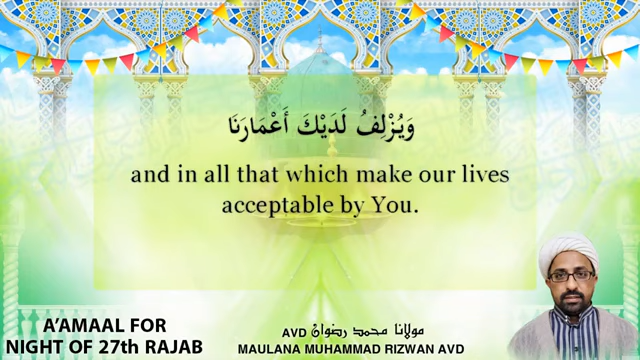 وَيُزْلِفُ لَدَيْكَ أَعْمَارَنَا
and in all that which make our lives
acceptable by You.
A'AMAAL FOR
NIGHT OF 27th RAJAB
مولانا محمد رضوان AVD
MAULANA MUHAMMAD RIZWAN AVD